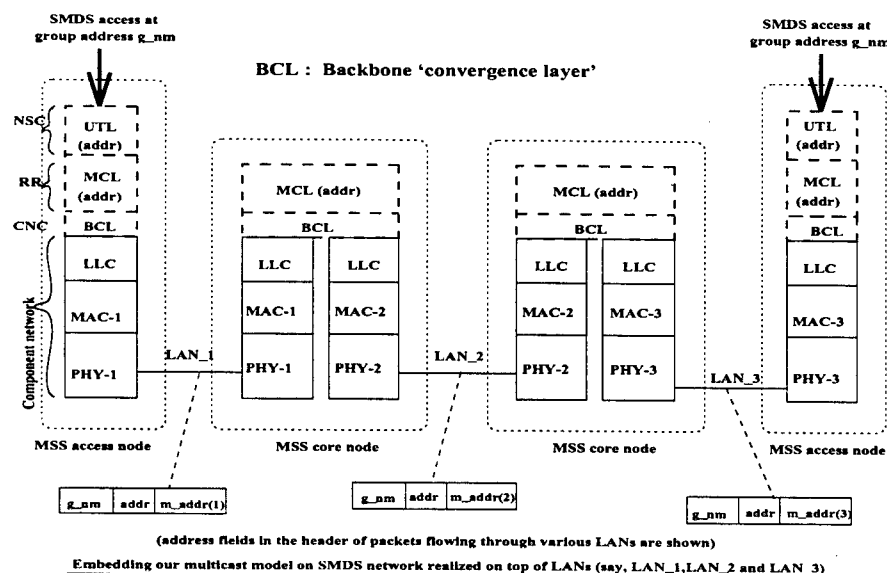 SMDS access at
group address g_nm
SMDS access at
group address g_nm
BCL : Backbone 'convergence layer'
NSC
UTL
(addr)
RR
MCL
(addr)
CNC
BCL
LLC
MAC-1
PHY-1
Component network
MCL (addr)
BCL
LLC
LLC
MAC-1
MAC-2
PHY-1
PHY-2
MCL (addr)
BCL
LLC
LLC
MAC-2
MAC-3
PHY-2
PHY-3
UTL
(addr)
MCL
(addr)
BCL
LLC
MAC-3
PHY-3
LAN_1
LAN_2
LAN_3
MSS access node
MSS core node
MSS core node
MSS access node
g_nm addr m_addr(1)
g_nm addr m_addr(2)
g_nm addr m_addr(3)
(address fields in the header of packets flowing through various LANs are shown)
Embedding our multicast model on SMDS network realized on top of LANs (say, LAN_1,LAN_2 and LAN_3)